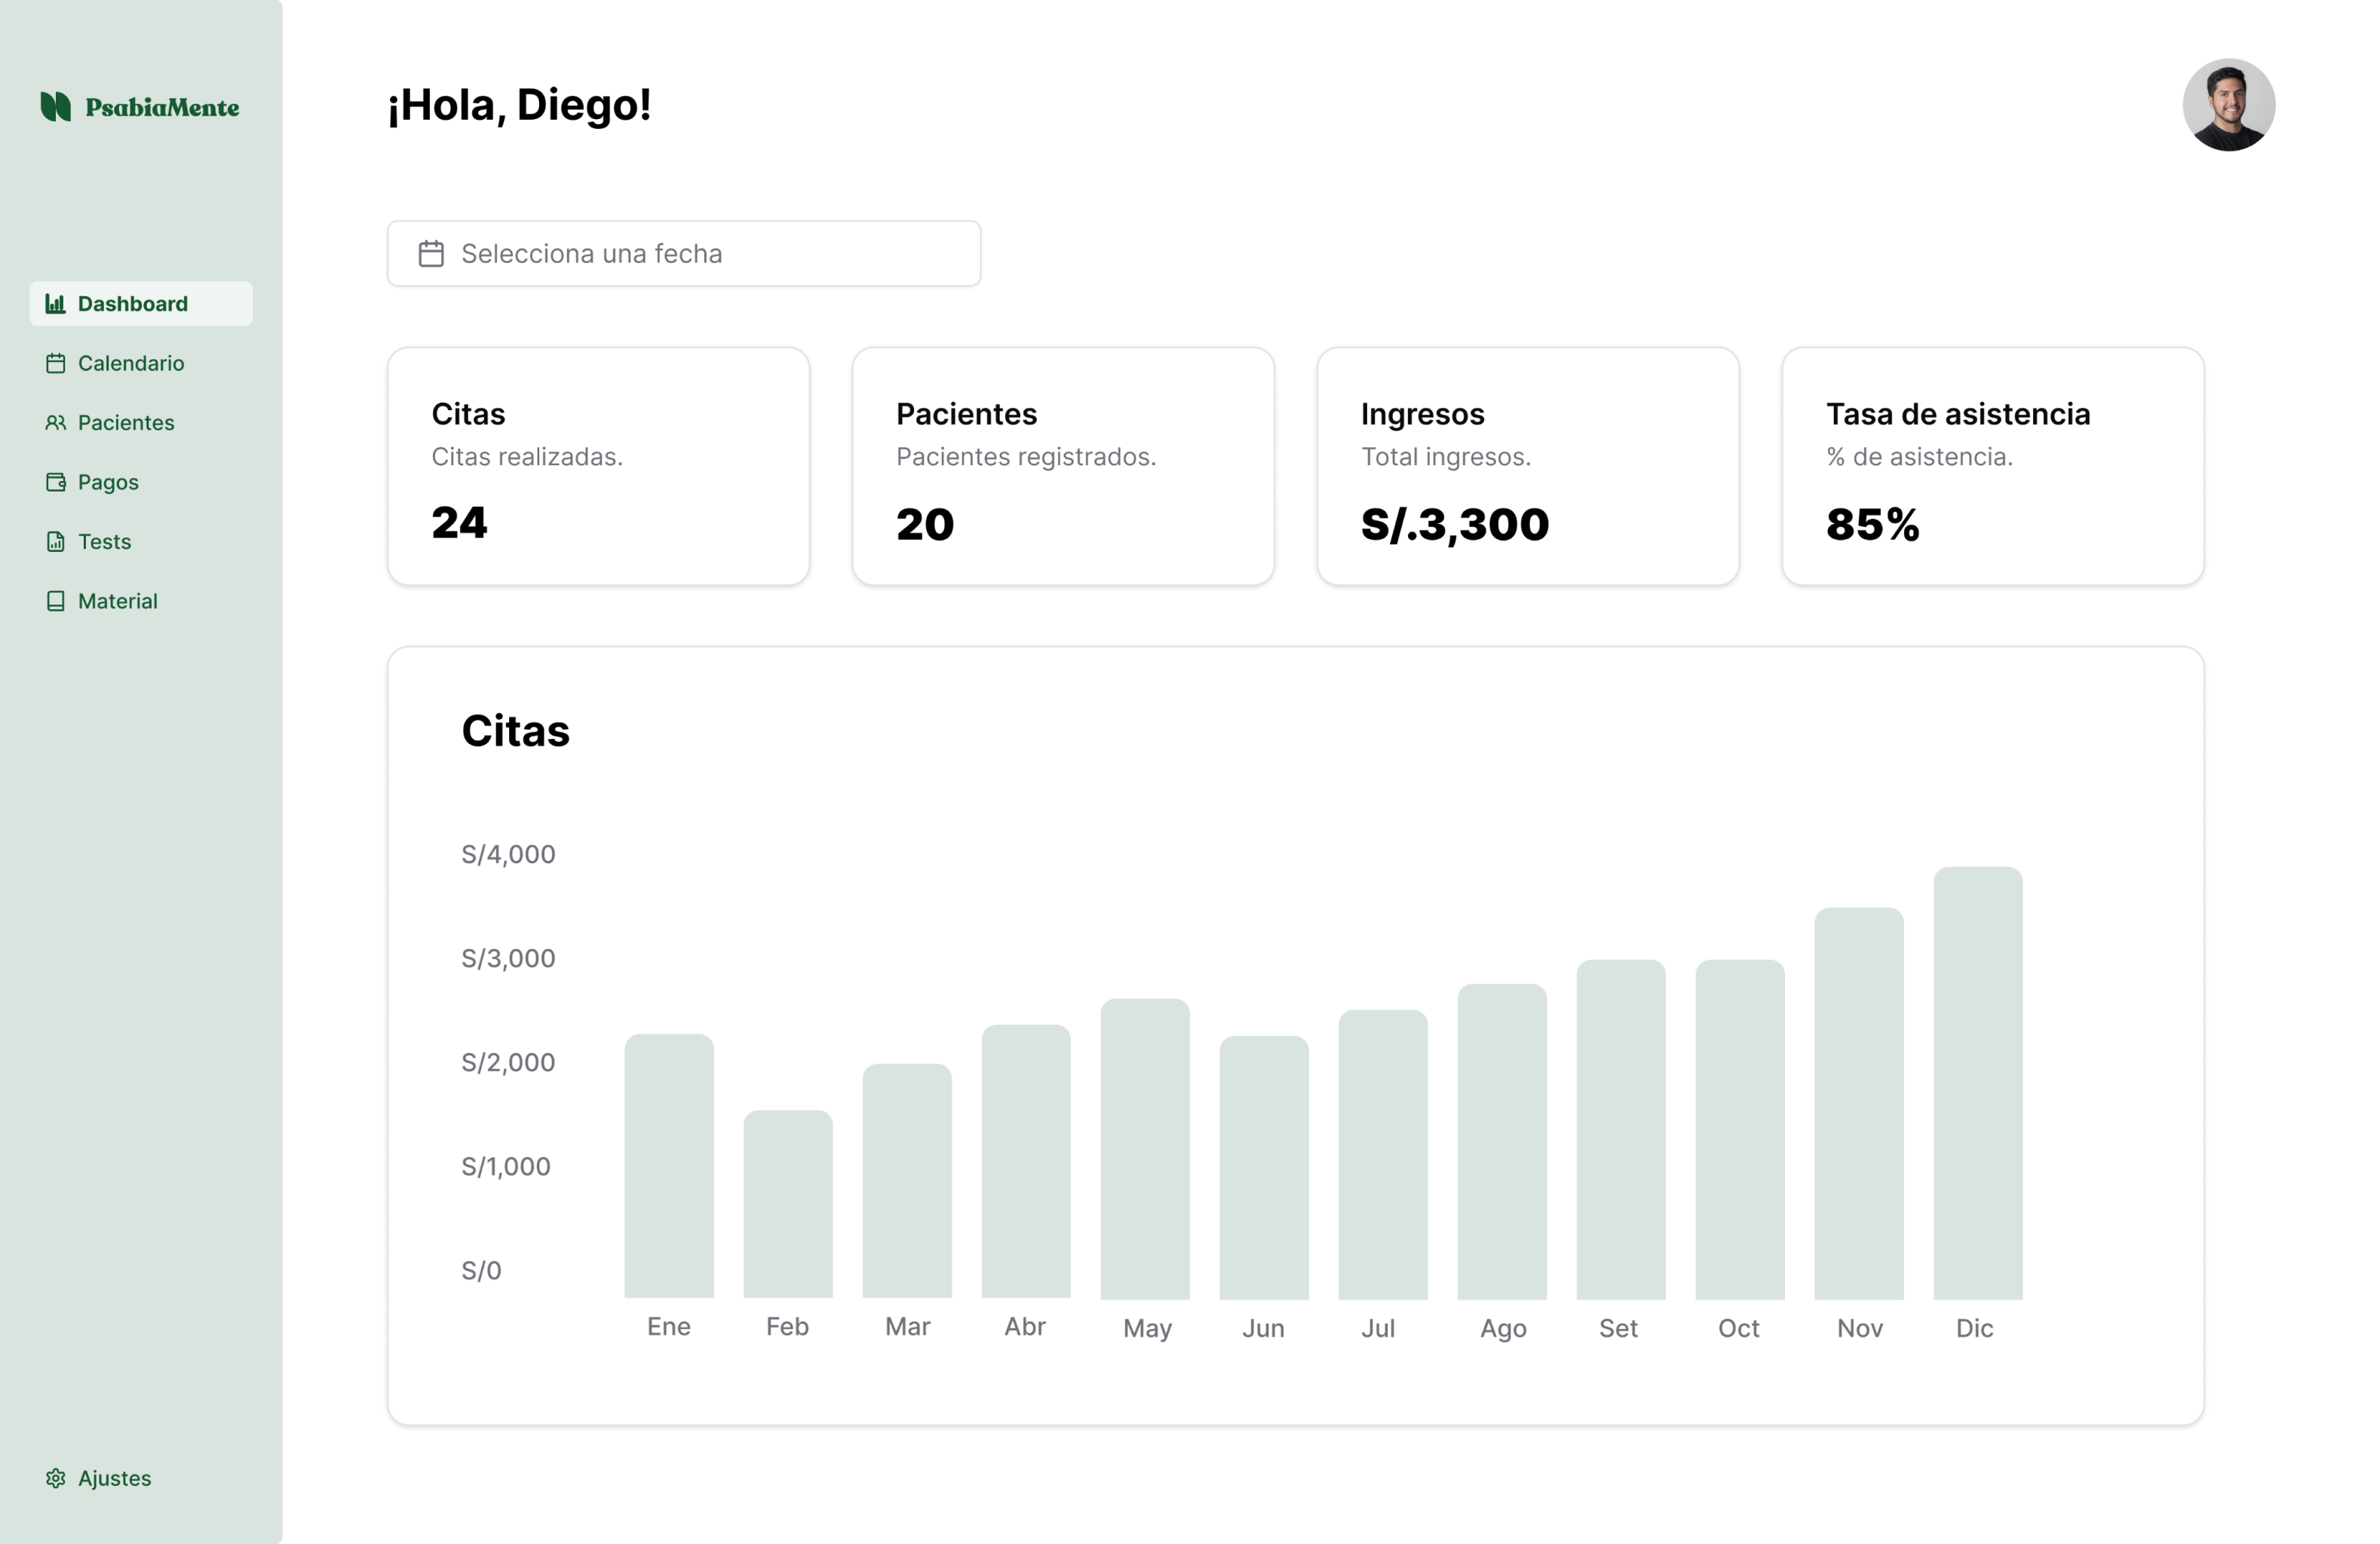 PsabiaMente
Dashboard
Calendario
Pacientes
Pagos
Tests
Material
Ajustes
¡Hola, Diego!
Selecciona una fecha
Citas
Citas realizadas.
24
Pacientes
Pacientes registrados.
20
Ingresos
Total ingresos.
S/.3,300
Tasa de asistencia
% de asistencia.
85%
Citas
S/4,000
S/3,000
S/2,000
S/1,000
S/0
Ene Feb Mar Abr May Jun Jul Ago Set Oct Nov Dic